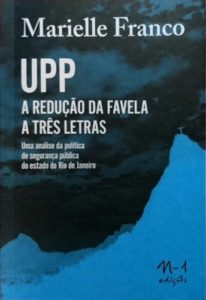 Marielle Franco
UPP
A REDUÇÃO DA FAVELA
A TRÊS LETRAS
Uma análise da política
de segurança pública
do estado do Rio de Janeiro
n-1
edições